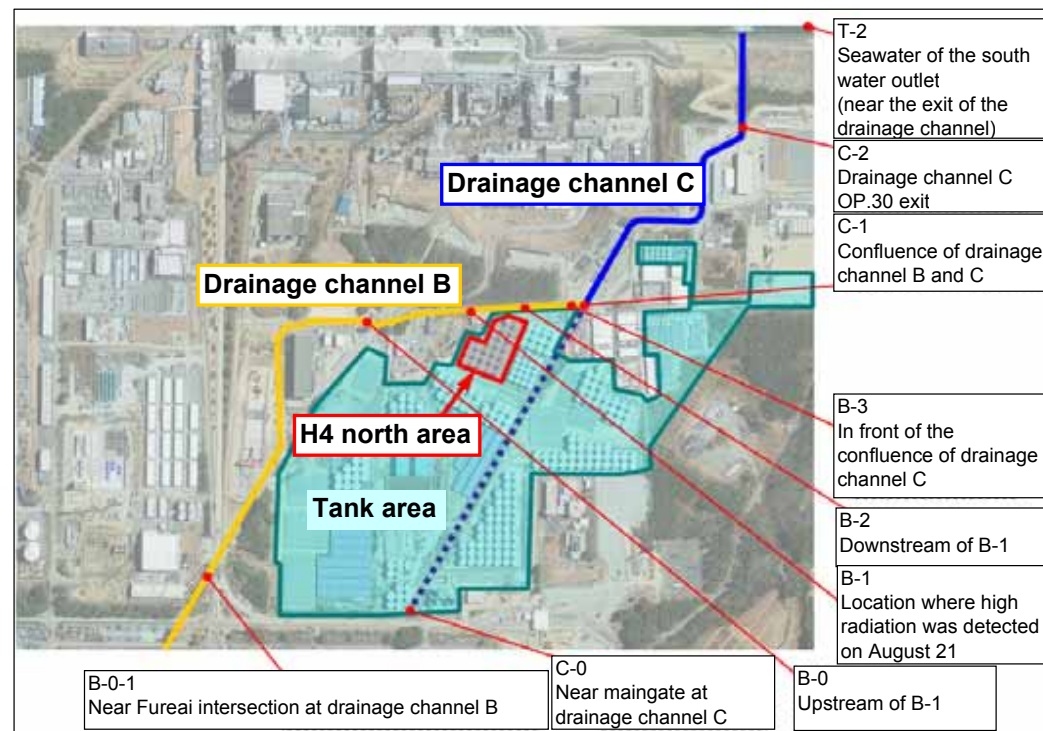 T-2
Seawater of the south
water outlet
(near the exit of the
drainage channel)
C-2
Drainage channel C
OP.30 exit
C-1
Confluence of drainage
channel B and C
Drainage channel C
Drainage channel B
H4 north area
Tank area
B-3
In front of the
confluence of drainage
channel C
B-2
Downstream of B-1
B-1
Location where high
radiation was detected
on August 21
B-0
Upstream of B-1
C-0
Near maingate at
drainage channel C
B-0-1
Near Fureai intersection at drainage channel B